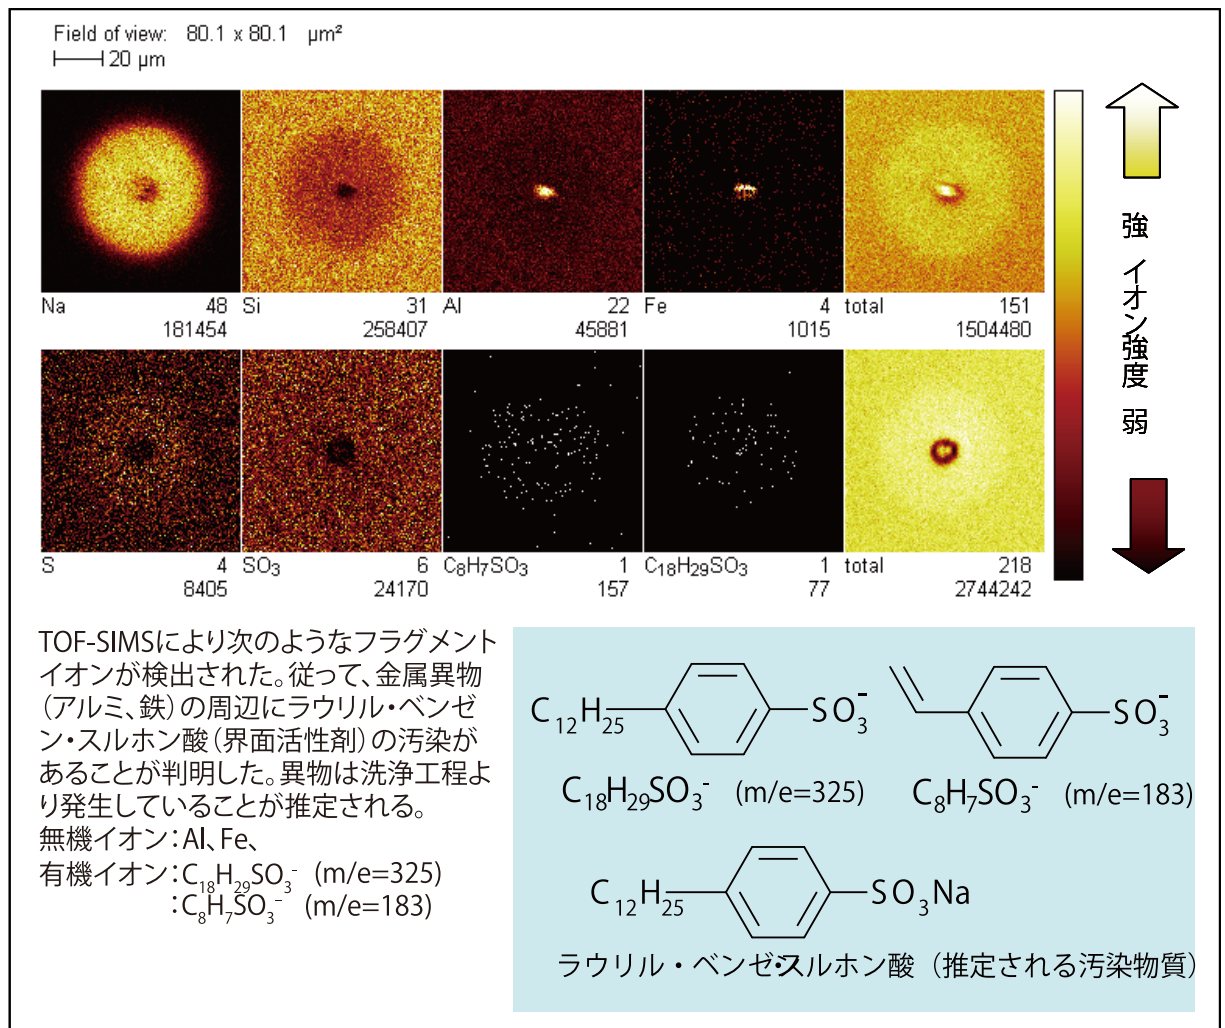 Field of view: 80.1 x 80.1 μm²
20 μm
Na 48
181454
Si 31
258407
Al 22
45881
Fe 4
1015
total 151
1504480
S 4
8405
SO3 6
24170
C8H7SO3 1
157
C18H29SO3 1
77
total 218
2744242
強 イオン強度 弱
TOF-SIMSにより次のようなフラグメント
イオンが検出された。従って、金属異物
(アルミ、鉄)の周辺にラウリル・ベンゼ
ン・スルホン酸(界面活性剤)の汚染が
あることが判明した。異物は洗浄工程よ
り発生していることが推定される。
無機イオン:Al、Fe、
有機イオン:C18H29SO3- (m/e=325)
:C8H7SO3- (m/e=183)
C12H25 SO3-
C18H29SO3- (m/e=325)
SO3-
C8H7SO3- (m/e=183)
C12H25 SO3Na
ラウリル・ベンゼン・スルホン酸(推定される汚染物質)